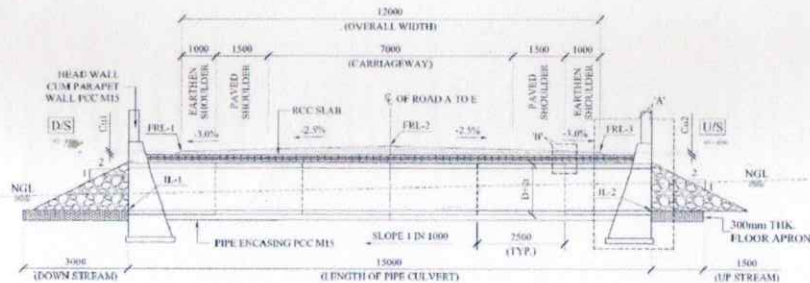 12000
(OVERALL WIDTH)
1000
1500
7000
1500
1000
(CARRIAGEWAY)
HEAD WALL
CUM PARAPET
WALL PCC M15
EARTHEN
SHOULDER
PAVED
SHOULDER
PAVED
SHOULDER
EARTHEN
SHOULDER
℄ OF ROAD A TO E
'A'
RCC SLAB
D/S
Cu1
Cu2
U/S
FRL-1
-3.0%
-2.5%
FRL-2
-2.5%
'B'
-3.0%
FRL-3
2
1
2
1
NGL
NGL
IL-1
IL-2
PIPE ENCASING PCC M15
SLOPE 1 IN 1000
2500
(TYP.)
300mm THK.
FLOOR APRON
3000
(DOWN STREAM)
15000
(LENGTH OF PIPE CULVERT)
1500
(UP STREAM)